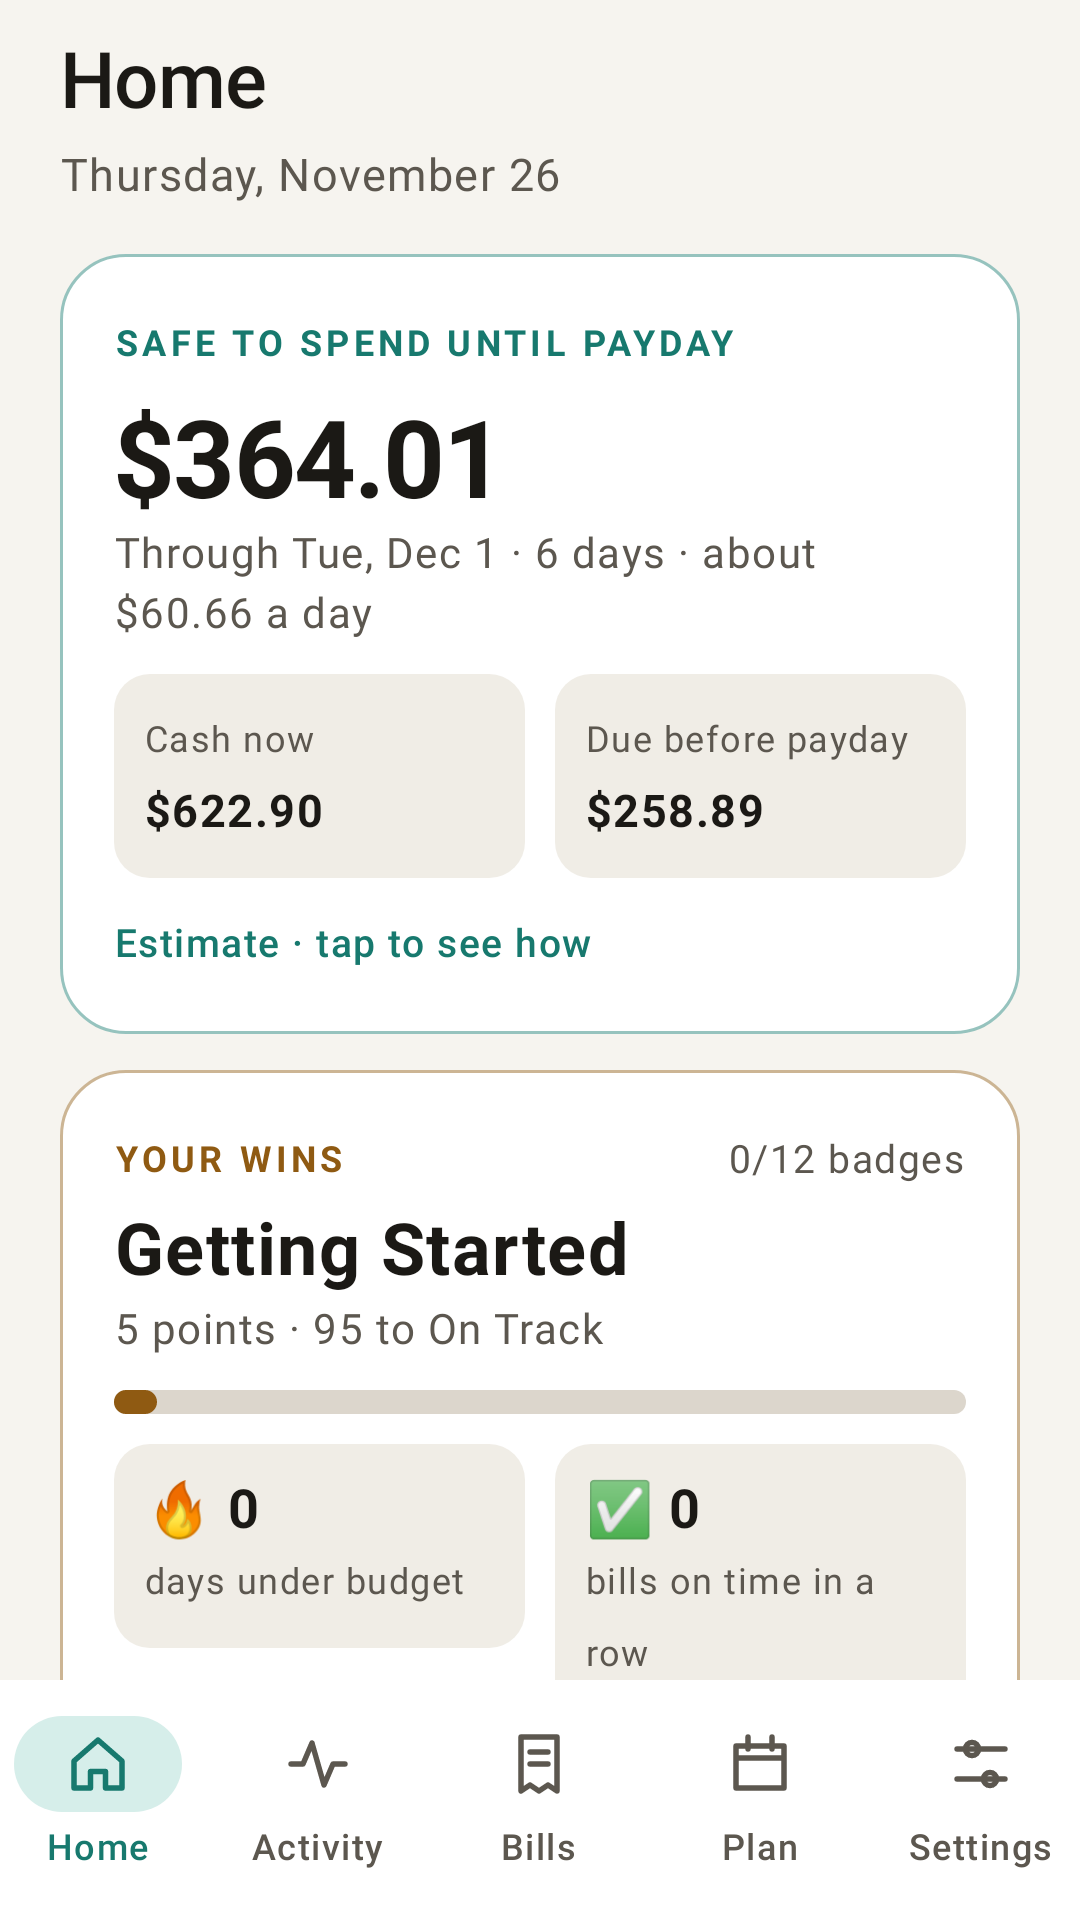 Home
Thursday, November 26
SAFE TO SPEND UNTIL PAYDAY
$364.01
Through Tue, Dec 1 · 6 days · about
$60.66 a day
Cash now
$622.90
Due before payday
$258.89
Estimate · tap to see how
YOUR WINS
0/12 badges
Getting Started
5 points · 95 to On Track
🔥 0
days under budget
✅ 0
bills on time in a
row
Home
Activity
Bills
Plan
Settings